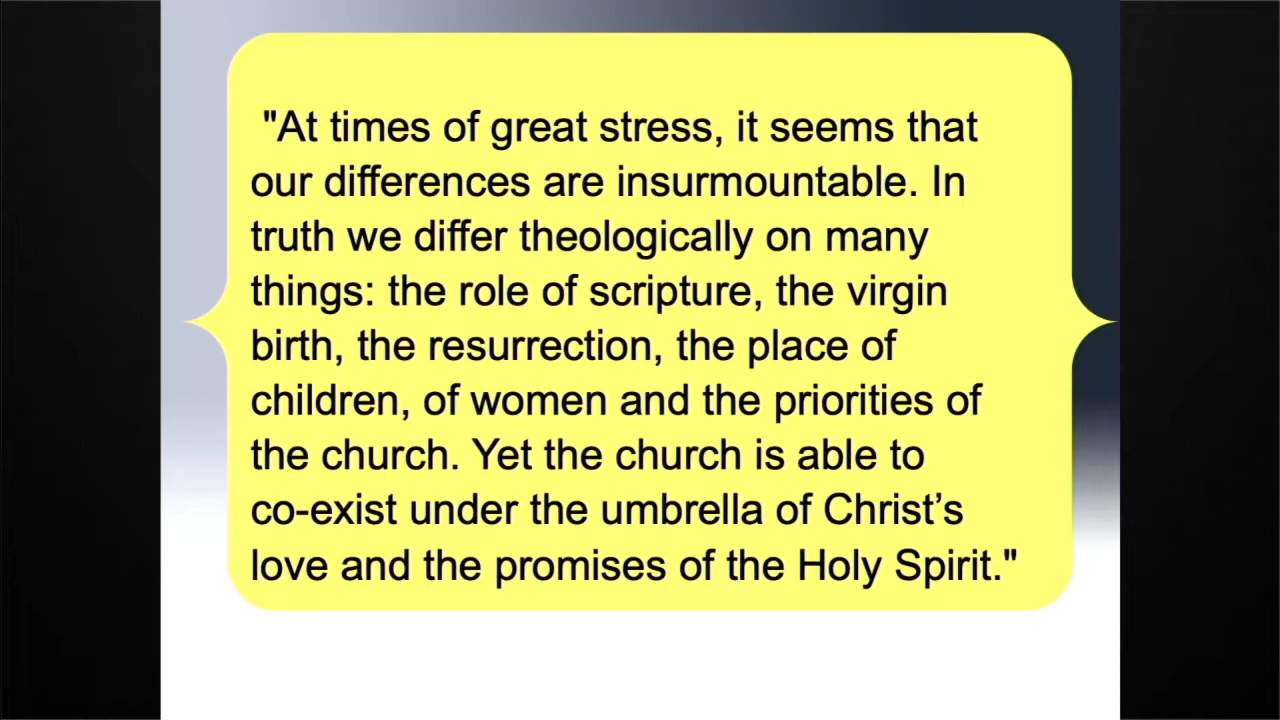 "At times of great stress, it seems that
our differences are insurmountable. In
truth we differ theologically on many
things: the role of scripture, the virgin
birth, the resurrection, the place of
children, of women and the priorities of
the church. Yet the church is able to
co-exist under the umbrella of Christ’s
love and the promises of the Holy Spirit."